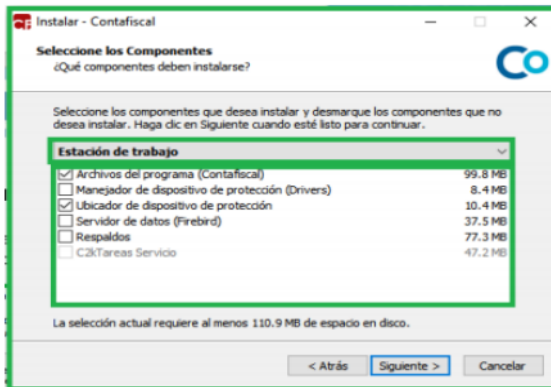 Instalar - Contafiscal
Seleccione los Componentes
¿Qué componentes deben instalarse?
Co
Seleccione los componentes que desea instalar y desmarque los componentes que no
desea instalar. Haga clic en Siguiente cuando esté listo para continuar.
Estación de trabajo
Archivos del programa (Contafiscal) 99.8 MB
Manejador de dispositivo de protección (Drivers) 8.4 MB
Ubicador de dispositivo de protección 10.4 MB
Servidor de datos (Firebird) 37.5 MB
Respaldos 77.3 MB
C2kTareas Servicio 47.2 MB
La selección actual requiere al menos 110.9 MB de espacio en disco.
< Atrás Siguiente > Cancelar